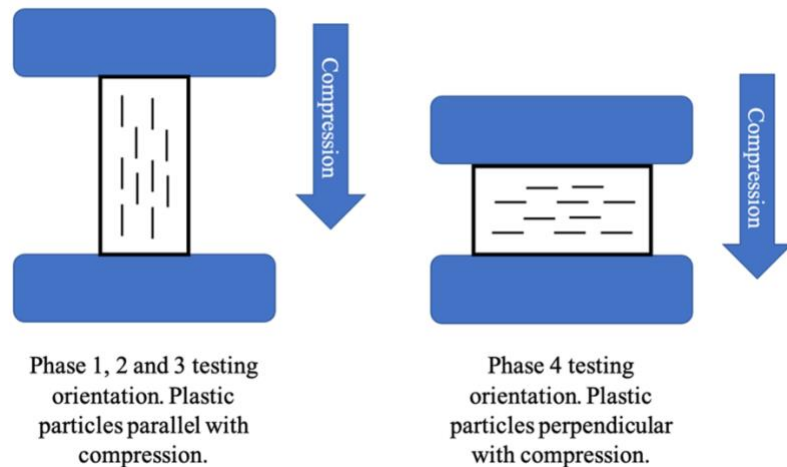 Compression
Compression
Phase 1, 2 and 3 testing
orientation. Plastic
particles parallel with
compression.
Phase 4 testing
orientation. Plastic
particles perpendicular
with compression.